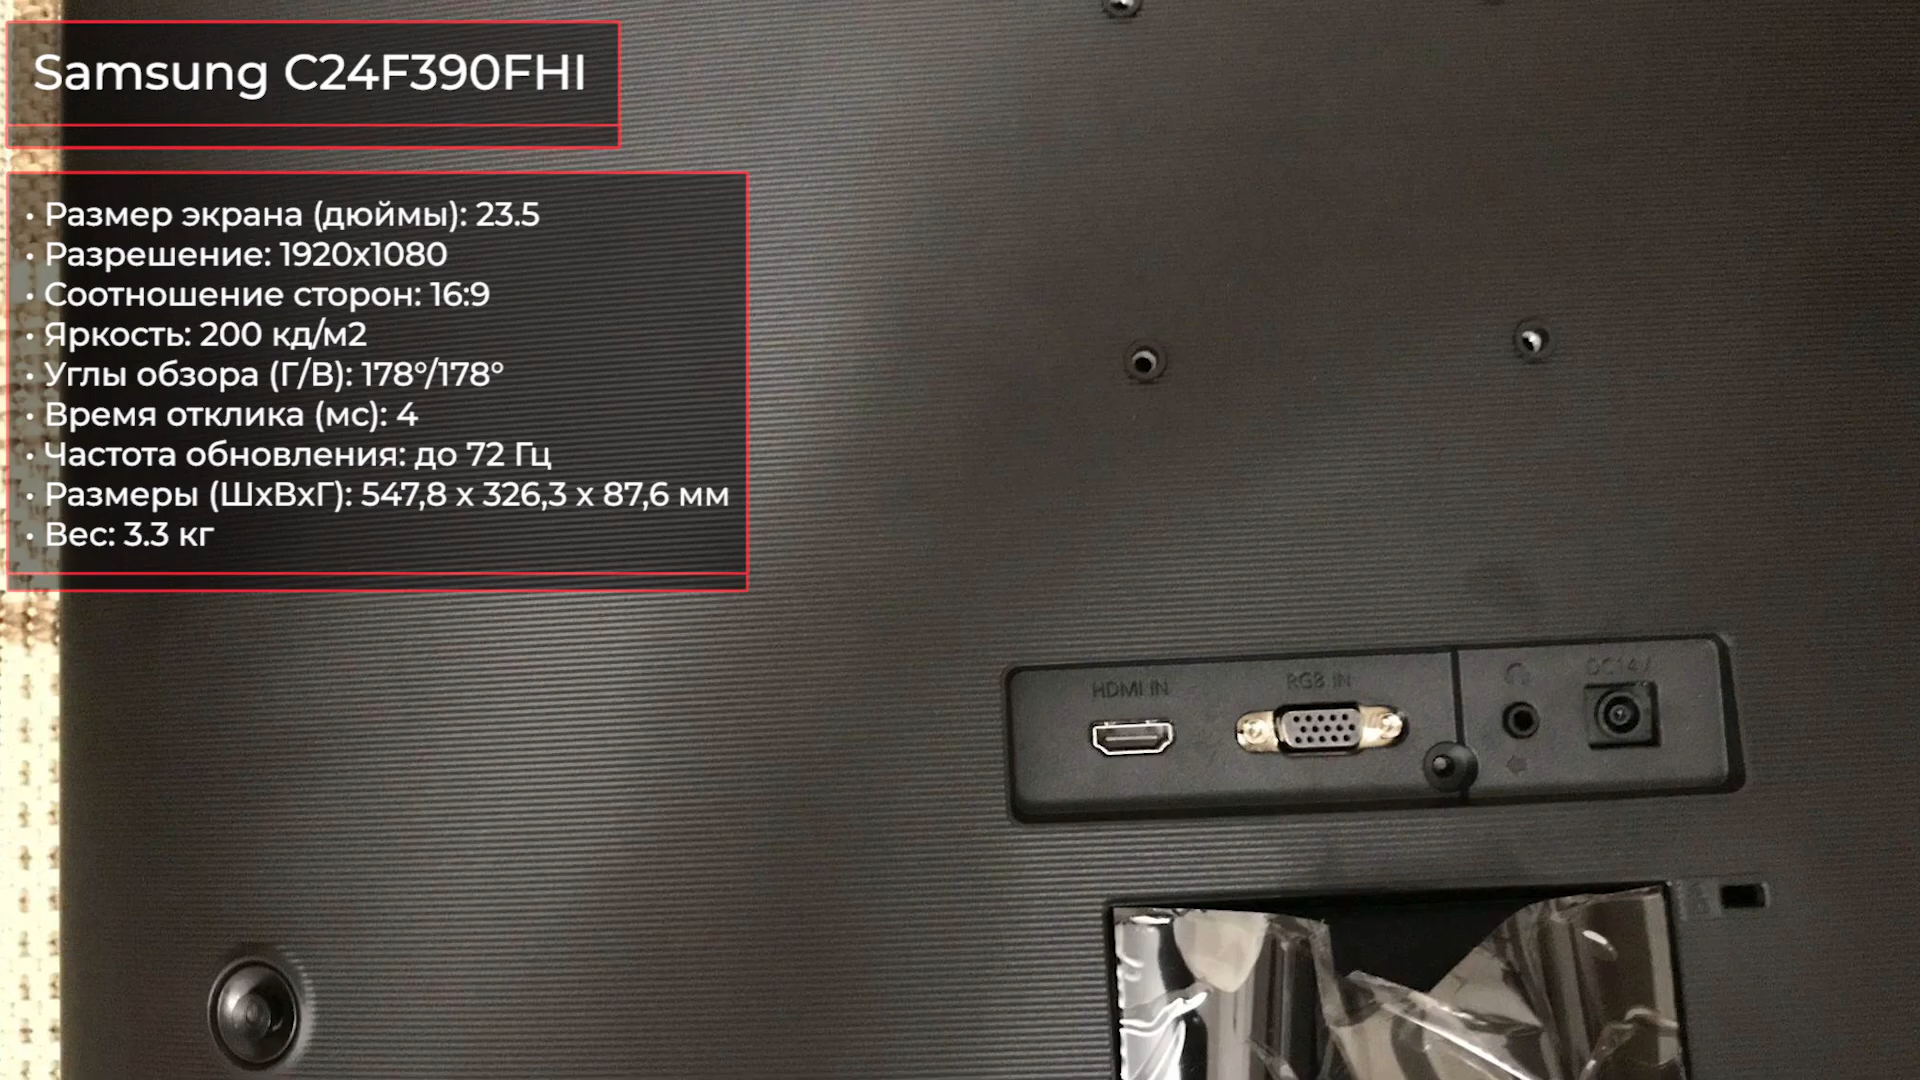 Samsung C24F390FHI
• Размер экрана (дюймы): 23.5
• Разрешение: 1920x1080
• Соотношение сторон: 16:9
• Яркость: 200 кд/м2
• Углы обзора (Г/В): 178°/178°
• Время отклика (мс): 4
• Частота обновления: до 72 Гц
• Размеры (ШхВхГ): 547,8 х 326,3 х 87,6 мм
• Вес: 3.3 кг
HDMI IN
RGB IN